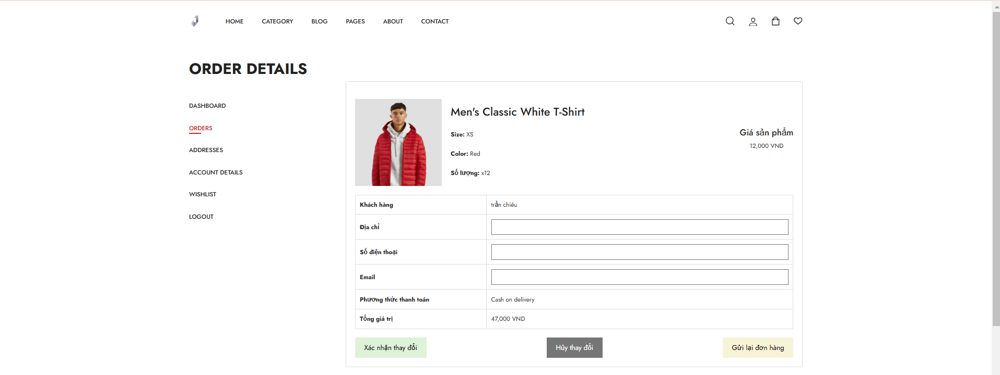 HOME CATEGORY BLOG PAGES ABOUT CONTACT
ORDER DETAILS
DASHBOARD
ORDERS
ADDRESSES
ACCOUNT DETAILS
WISHLIST
LOGOUT
Men's Classic White T-Shirt
Size: XS
Color: Red
Số lượng: x12
Giá sản phẩm
12,000 VND
Khách hàng trần chiêu
Địa chỉ
Số điện thoại
Email
Phương thức thanh toán Cash on delivery
Tổng giá trị 47,000 VND
Xác nhận thay đổi Hủy thay đổi Gửi lại đơn hàng